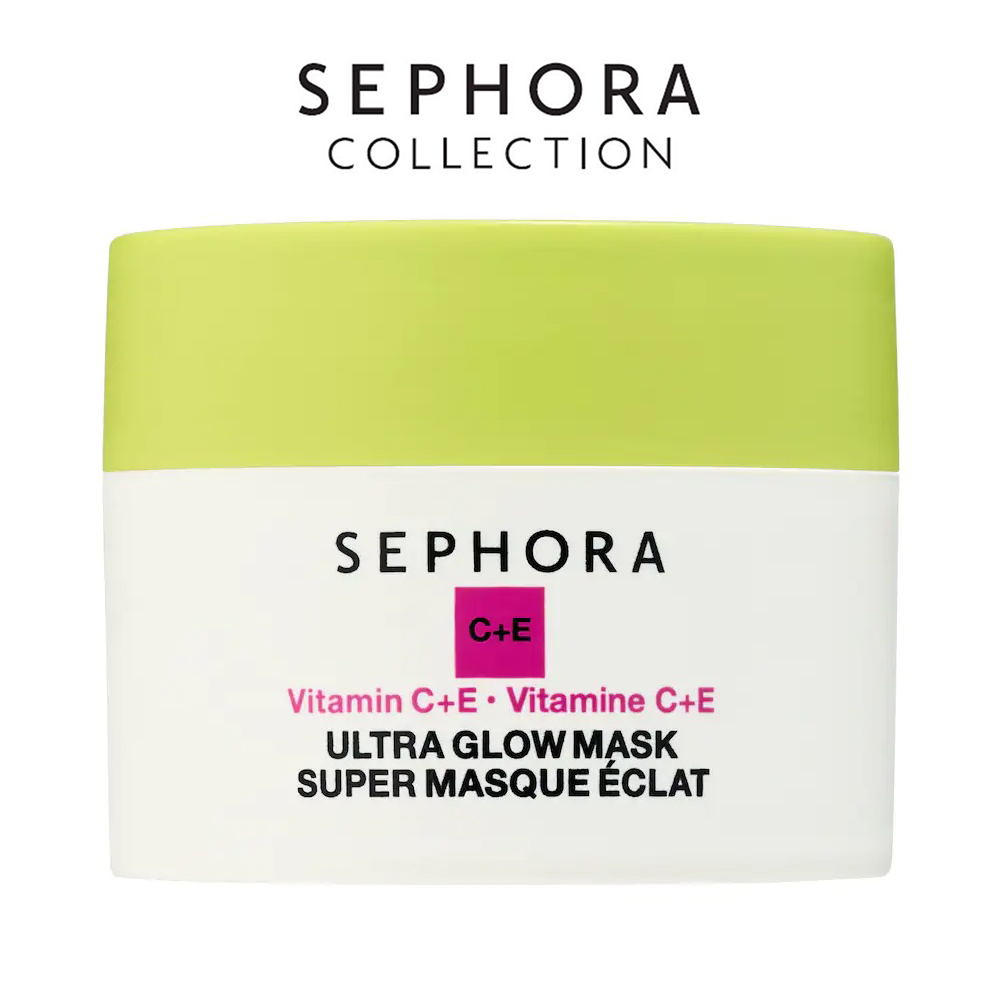 SEPHORA
COLLECTION
SEPHORA
C+E
Vitamin C+E • Vitamine C+E
ULTRA GLOW MASK
SUPER MASQUE ÉCLAT